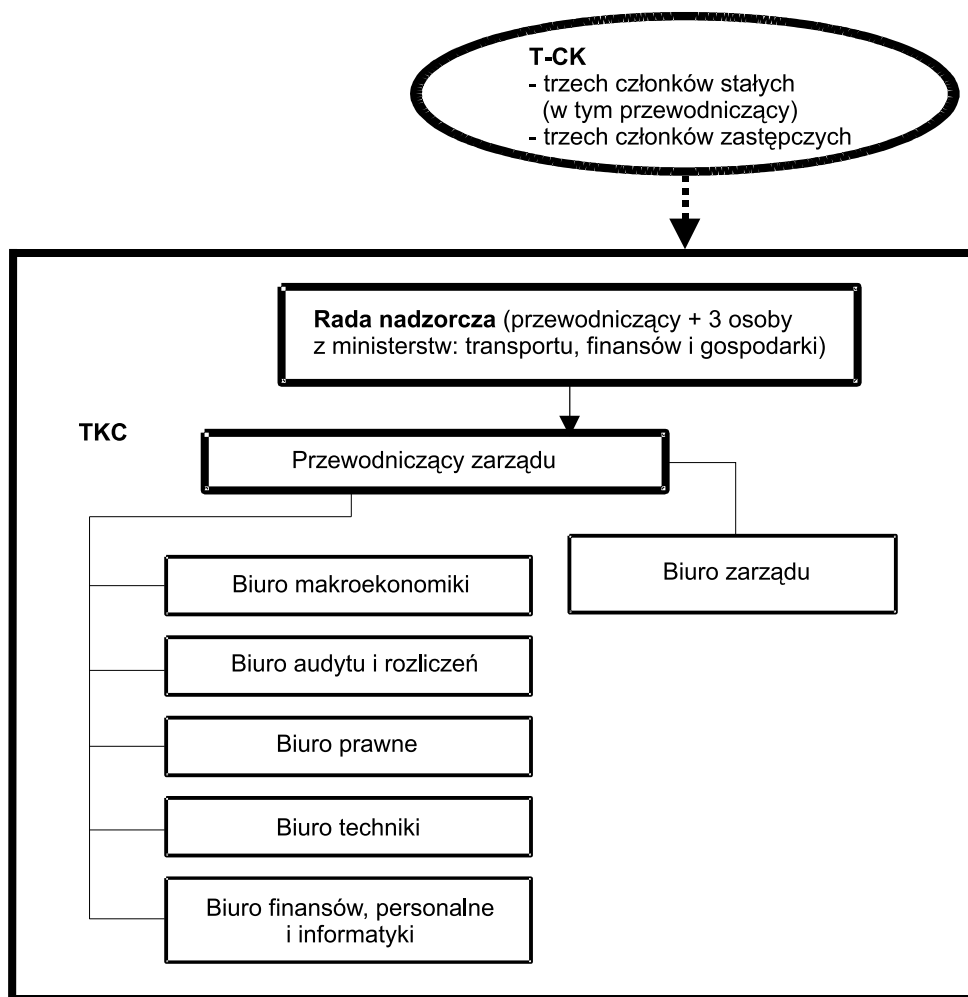 T-CK
- trzech członków stałych
(w tym przewodniczący)
- trzech członków zastępczych
Rada nadzorcza (przewodniczący + 3 osoby
z ministerstw: transportu, finansów i gospodarki)
TKC
Przewodniczący zarządu
Biuro zarządu
Biuro makroekonomiki
Biuro audytu i rozliczeń
Biuro prawne
Biuro techniki
Biuro finansów, personalne
i informatyki